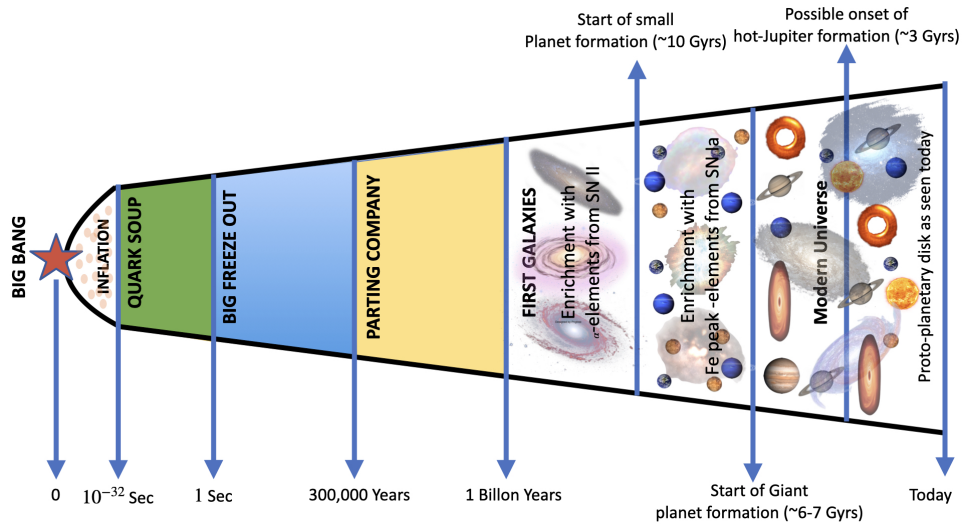 Start of small
Planet formation (~10 Gyrs)
Possible onset of
hot-Jupiter formation (~3 Gyrs)
BIG BANG
INFLATION
QUARK SOUP
BIG FREEZE OUT
PARTING COMPANY
FIRST GALAXIES
Enrichment with
α-elements from SN II
Enrichment with
Fe peak -elements from SN Ia
Modern Universe
Proto-planetary disk as seen today
0
10⁻³² Sec
1 Sec
300,000 Years
1 Billon Years
Start of Giant
planet formation (~6-7 Gyrs)
Today